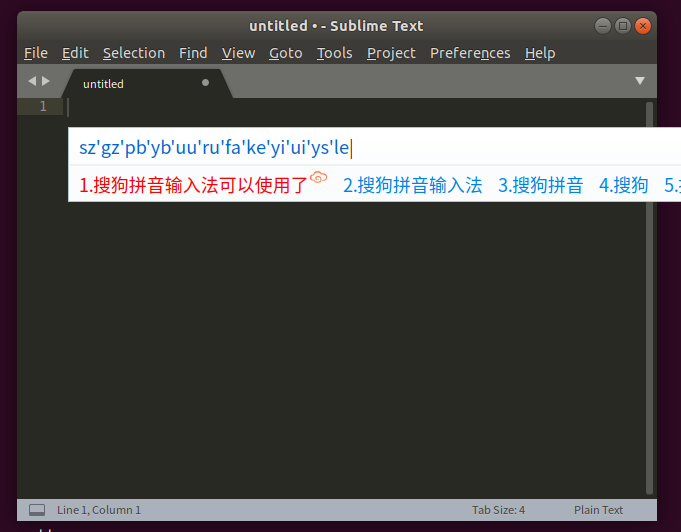 untitled • - Sublime Text
File Edit Selection Find View Goto Tools Project Preferences Help
untitled
1
sz'gz'pb'yb'uu'ru'fa'ke'yi'ui'ys'le
1.搜狗拼音输入法可以使用了 2.搜狗拼音输入法 3.搜狗拼音 4.搜狗 5.
Line 1, Column 1 Tab Size: 4 Plain Text